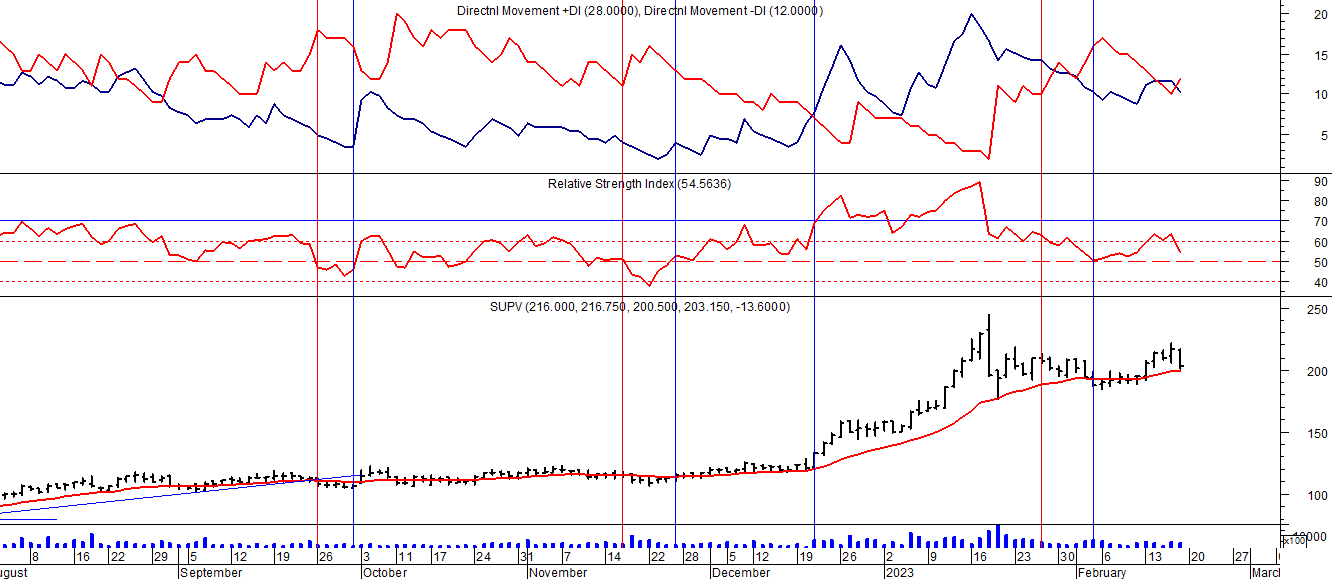 Directnl Movement +DI (28.0000), Directnl Movement -DI (12.0000)
20
15
10
5
Relative Strength Index (54.5636)
90
80
70
60
50
40
SUPV (216.000, 216.750, 200.500, 203.150, -13.6000)
250
200
150
100
x100
8 16 22 29 5 12 19 26 3 11 17 24 31 7 14 22 28 5 12 19 26 2 9 16 23 30 6 13 20 27
ugust September October November December 2023 February March